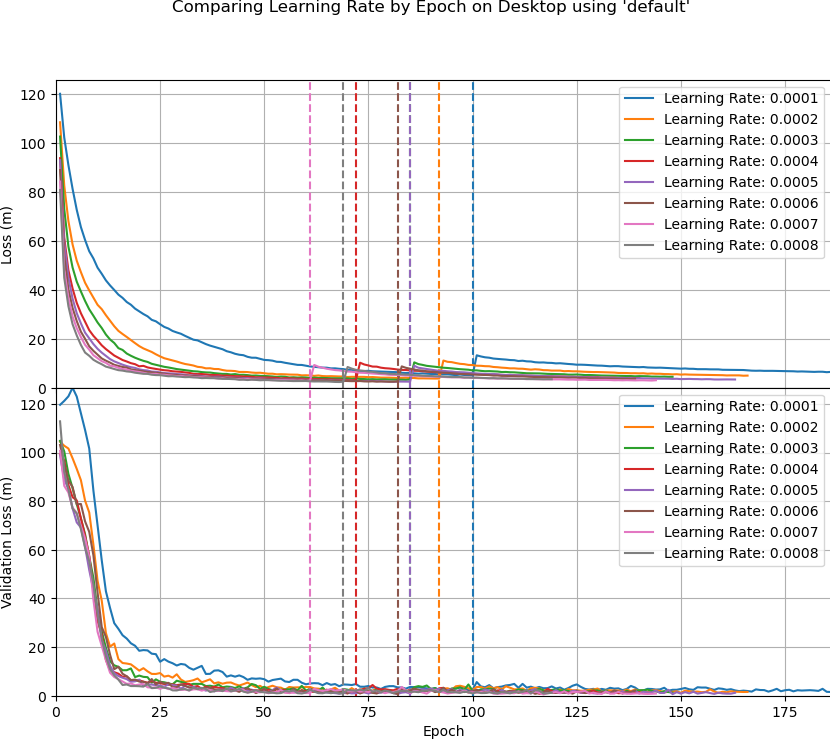 Comparing Learning Rate by Epoch on Desktop using 'default'
120
100
80
60
40
20
0
Loss (m)
Learning Rate: 0.0001
Learning Rate: 0.0002
Learning Rate: 0.0003
Learning Rate: 0.0004
Learning Rate: 0.0005
Learning Rate: 0.0006
Learning Rate: 0.0007
Learning Rate: 0.0008
120
100
80
60
40
20
0
Validation Loss (m)
Learning Rate: 0.0001
Learning Rate: 0.0002
Learning Rate: 0.0003
Learning Rate: 0.0004
Learning Rate: 0.0005
Learning Rate: 0.0006
Learning Rate: 0.0007
Learning Rate: 0.0008
0 25 50 75 100 125 150 175
Epoch